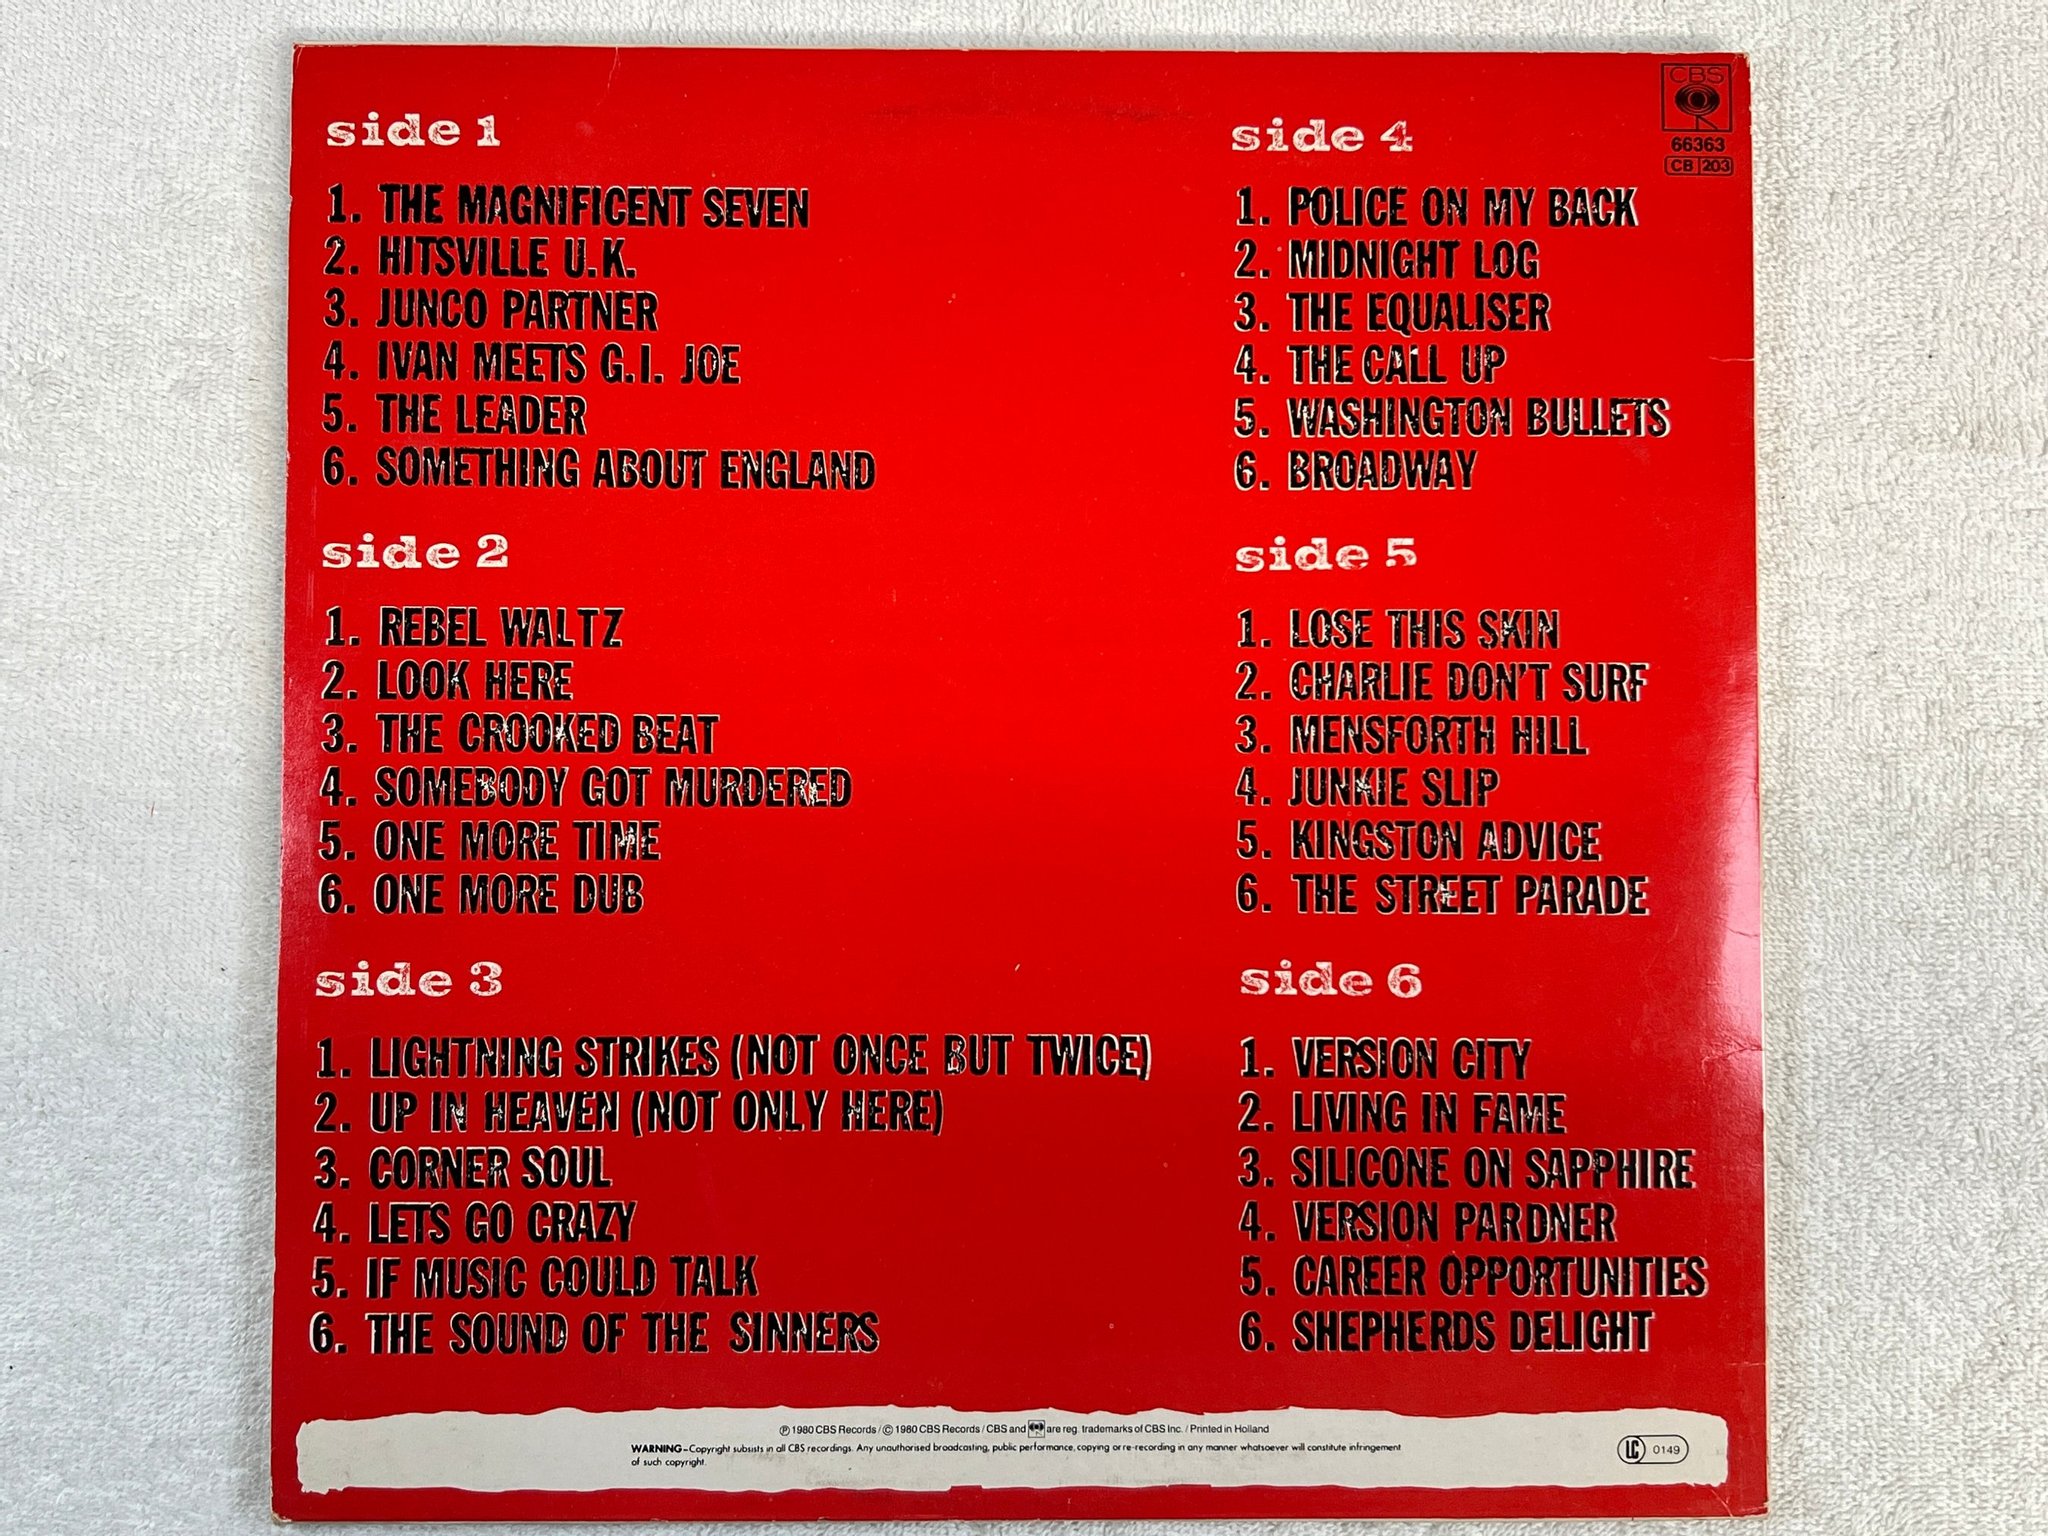 side 1
1. THE MAGNIFICENT SEVEN
2. HITSVILLE U.K.
3. JUNCO PARTNER
4. IVAN MEETS G.I. JOE
5. THE LEADER
6. SOMETHING ABOUT ENGLAND
side 2
1. REBEL WALTZ
2. LOOK HERE
3. THE CROOKED BEAT
4. SOMEBODY GOT MURDERED
5. ONE MORE TIME
6. ONE MORE DUB
side 3
1. LIGHTNING STRIKES (NOT ONCE BUT TWICE)
2. UP IN HEAVEN (NOT ONLY HERE)
3. CORNER SOUL
4. LETS GO CRAZY
5. IF MUSIC COULD TALK
6. THE SOUND OF THE SINNERS
CBS
66363
CB 203
side 4
1. POLICE ON MY BACK
2. MIDNIGHT LOG
3. THE EQUALISER
4. THE CALL UP
5. WASHINGTON BULLETS
6. BROADWAY
side 5
1. LOSE THIS SKIN
2. CHARLIE DON'T SURF
3. MENSFORTH HILL
4. JUNKIE SLIP
5. KINGSTON ADVICE
6. THE STREET PARADE
side 6
1. VERSION CITY
2. LIVING IN FAME
3. SILICONE ON SAPPHIRE
4. VERSION PARDNER
5. CAREER OPPORTUNITIES
6. SHEPHERDS DELIGHT
℗ 1980 CBS Records / © 1980 CBS Records / CBS and are reg. trademarks of CBS Inc. / Printed in Holland
WARNING–Copyright subsists in all CBS recordings. Any unauthorised broadcasting, public performance, copying or re-recording in any manner whatsoever will constitute infringement
of such copyright.
LC 0149